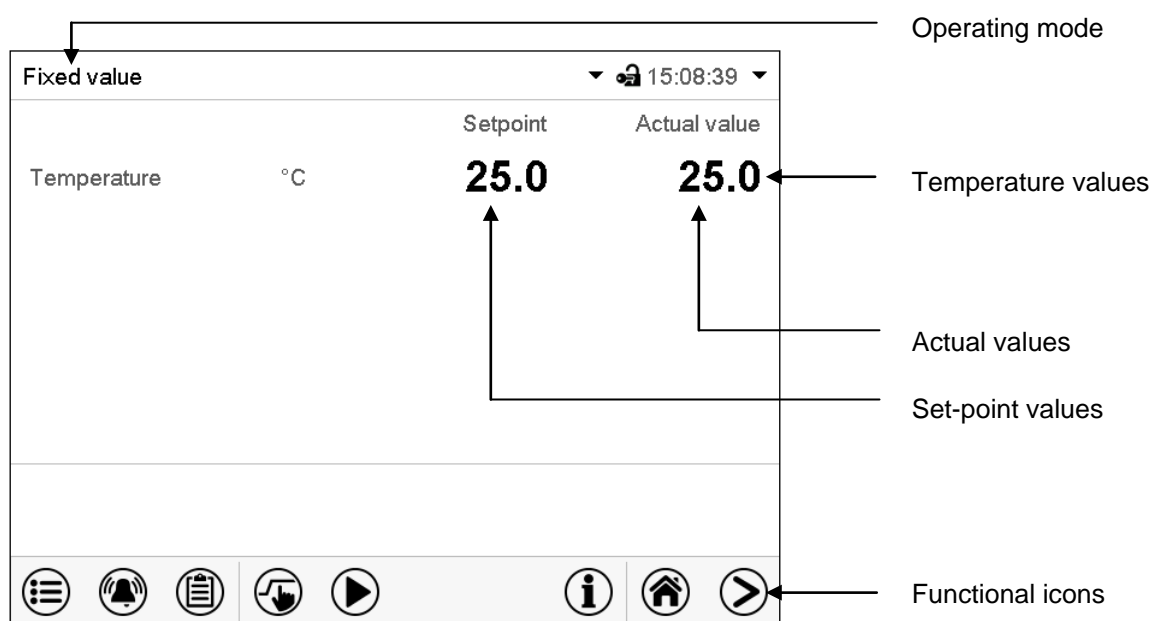 Operating mode
Fixed value 15:08:39
Setpoint Actual value
Temperature °C 25.0 25.0
Temperature values
Actual values
Set-point values
Functional icons